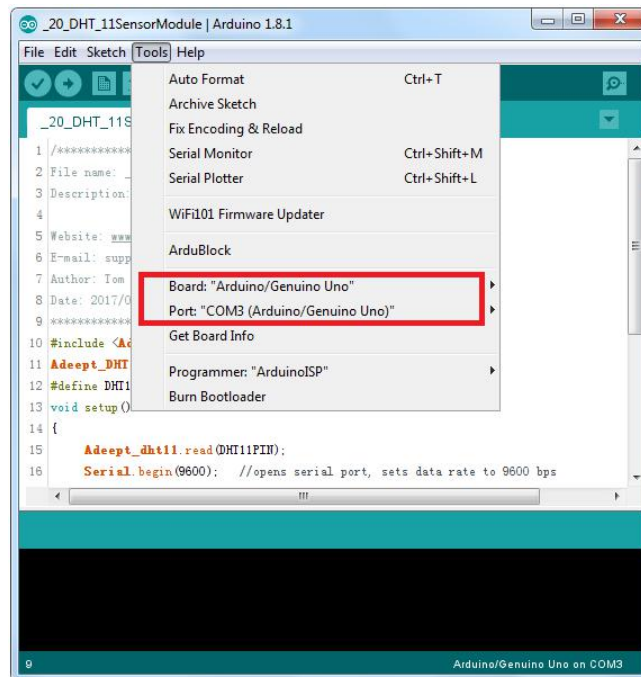 _20_DHT_11SensorModule | Arduino 1.8.1
File Edit Sketch Tools Help
_20_DHT_11S
Auto Format Ctrl+T
Archive Sketch
Fix Encoding & Reload
Serial Monitor Ctrl+Shift+M
Serial Plotter Ctrl+Shift+L
WiFi101 Firmware Updater
ArduBlock
Board: "Arduino/Genuino Uno"
Port: "COM3 (Arduino/Genuino Uno)"
Get Board Info
Programmer: "ArduinoISP"
Burn Bootloader
1 /***********
2 File name: _
3 Description:
4
5 Website: www
6 E-mail: supp
7 Author: Tom
8 Date: 2017/0
9 ************
10 #include <Ad
11 Adeept_DHT
12 #define DHT1
13 void setup()
14 {
15 Adeept_dht11.read(DHT11PIN);
16 Serial.begin(9600); //opens serial port, sets data rate to 9600 bps
9 Arduino/Genuino Uno on COM3